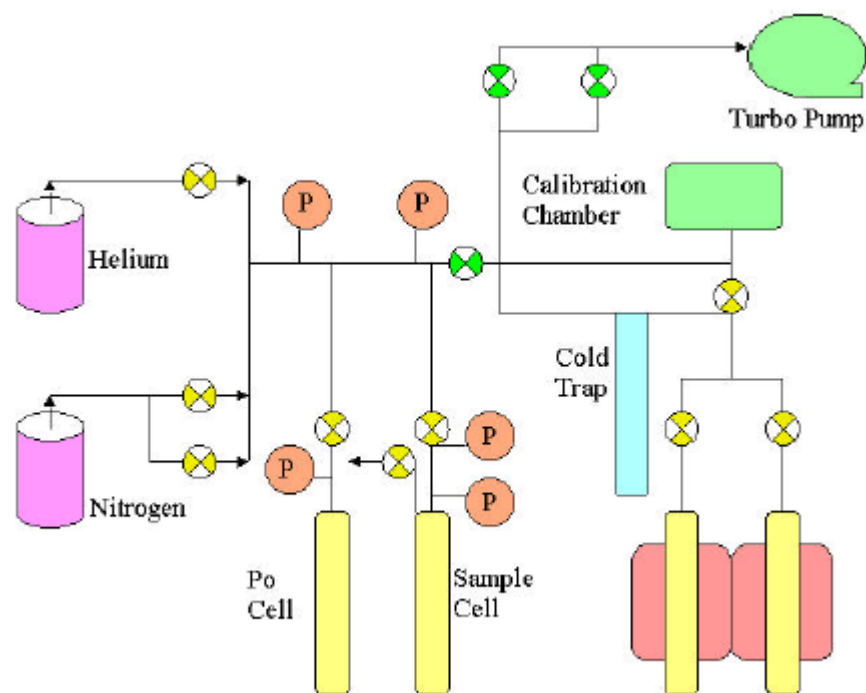 Turbo Pump
P
P
Calibration
Chamber
Helium
Cold
Trap
P
P
P
Nitrogen
Po
Cell
Sample
Cell